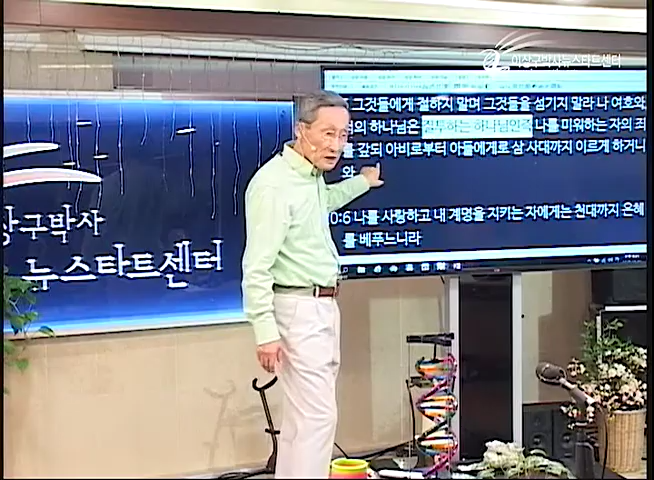 이상구박사뉴스타트센터
그것들에게 절하지 말며 그것들을 섬기지 말라 나 여호와
의 하나님은 질투하는 하나님인즉 나를 미워하는 자의 죄
를 갚되 아비로부터 아들에게로 삼 사대까지 이르게 하거니
와
0:6 나를 사랑하고 내 계명을 지키는 자에게는 천대까지 은혜
를 베푸느니라
상구박사
뉴스타트센터